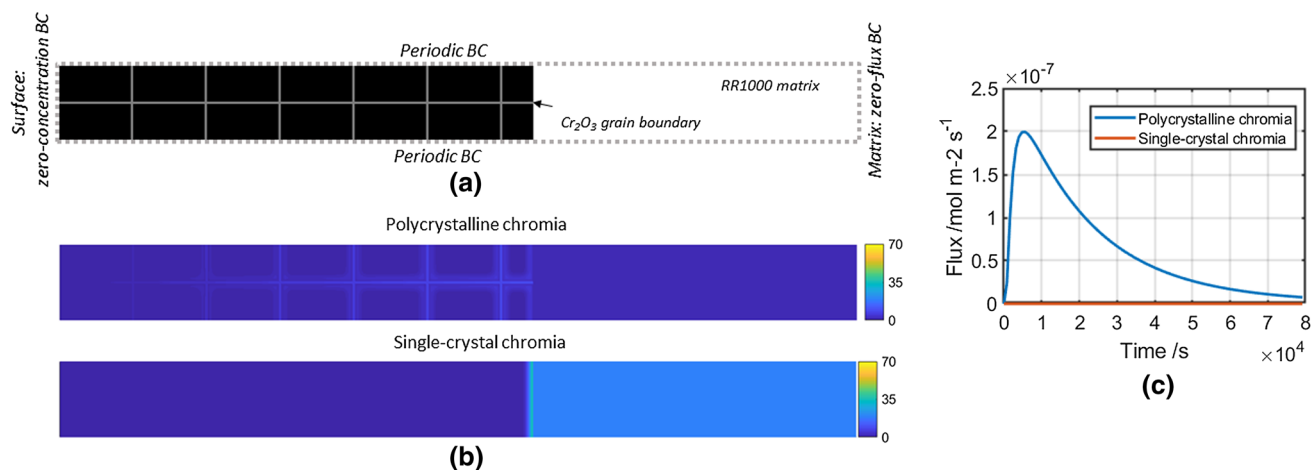 Surface:
zero-concentration BC
Periodic BC
RR1000 matrix
Cr₂O₃ grain boundary
Periodic BC
Matrix: zero-flux BC
(a)
Polycrystalline chromia
70
35
0
Single-crystal chromia
70
35
0
(b)
×10⁻⁷
2.5
2
1.5
1
0.5
0
Flux /mol m-2 s⁻¹
Polycrystalline chromia
Single-crystal chromia
0 1 2 3 4 5 6 7 8
Time /s
×10⁴
(c)